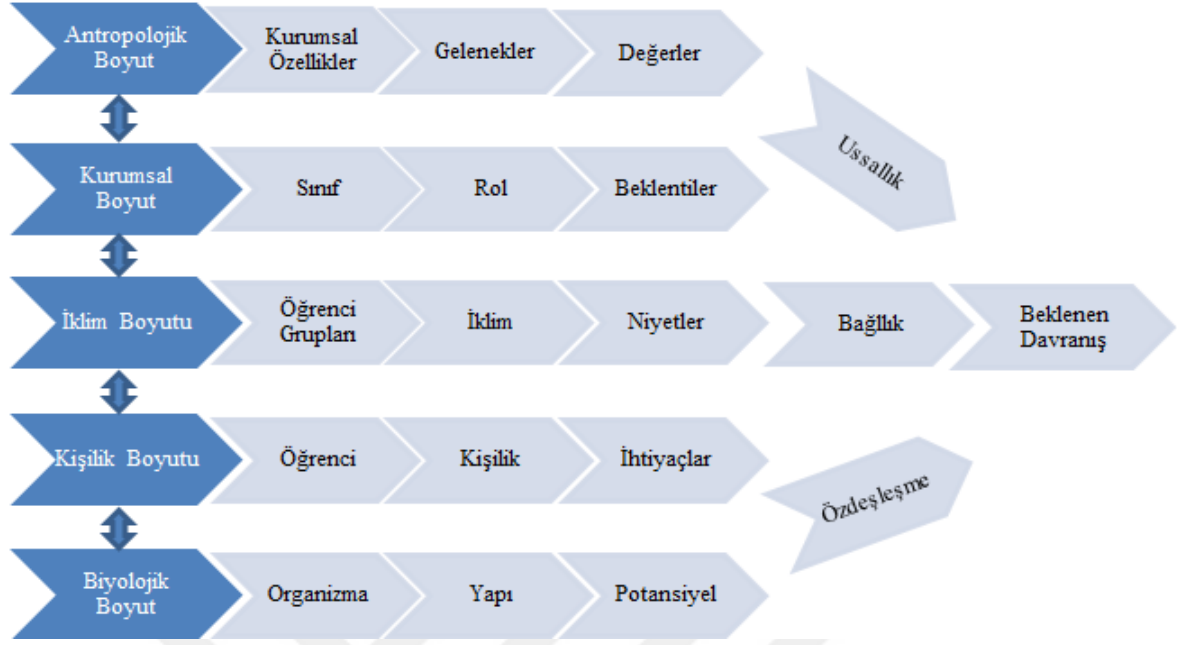 Antropolojik
Boyut
Kurumsal
Özellikler
Gelenekler
Değerler
Ussallık
Kurumsal
Boyut
Sınıf
Rol
Beklentiler
İklim Boyutu
Öğrenci
Grupları
İklim
Niyetler
Bağllık
Beklenen
Davranış
Kişilik Boyutu
Öğrenci
Kişilik
İhtiyaçlar
Özdeşleşme
Biyolojik
Boyut
Organizma
Yapı
Potansiyel